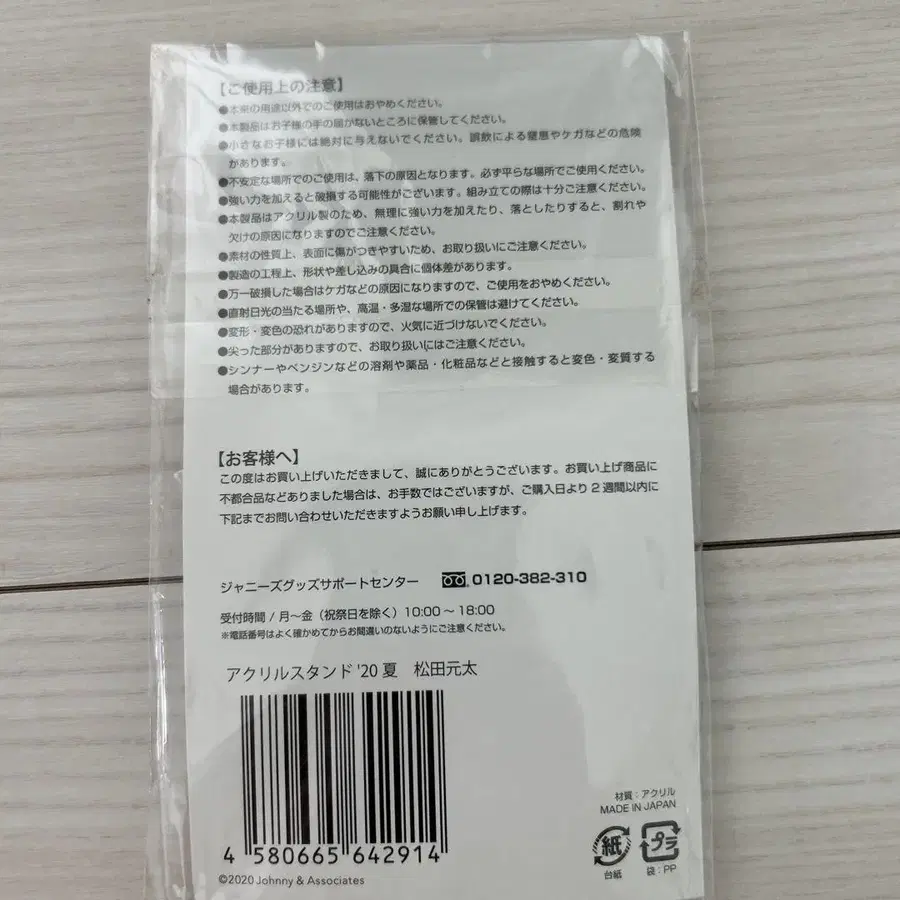 【ご使用上の注意】
●本来の用途以外でのご使用はおやめください。
●本製品はお子様の手の届がないところに保管してください。
●小さなお子様には絶対に与えないでください。誤飲による窒息やケガなどの危険
があります。
●不安定な場所でのご使用は、落下の原因となります。必ず平らな場所でご使用ください。
●強い力を加えると破損する可能性がございます。組み立ての際は十分ご注意ください。
●本製品はアクリル製のため、無理に強い力を加えたり、落としたりすると、割れや
欠けの原因になりますのでご注意ください。
●素材の性質上、表面に傷がつきやすいため、お取り扱いにご注意ください。
●製造の工程上、形状や差し込みの具合に個体差があります。
●万一破損した場合はケガなどの原因になりますので、ご使用をおやめください。
●直射日光の当たる場所や、高温・多湿な場所での保管は避けてください。
●変形・変色の恐れがありますので、火気に近づけないでください。
●尖った部分がありますので、お取り扱いにはご注意ください。
●シンナーやベンジンなどの溶剤や薬品・化粧品などと接触すると変色・変質する
場合があります。
【お客様へ】
この度はお買い上げいただきまして、誠にありがとうございます。お買い上げ商品に
不都合品などありました場合は、お手数ではございますが、ご購入日より2週間以内に
下記までお問い合わせいただきますようお願い申し上げます。
ジャニーズグッズサポートセンター 0120-382-310
受付時間/月〜金(祝祭日を除く)10:00〜18:00
※電話番号はよく確かめてからお間違いのないようにご注意ください。
アクリルスタンド'20夏 松田元太
4 580665 642914
©2020 Johnny & Associates
材質:アクリル
MADE IN JAPAN
紙 プラ
台紙 袋:PP